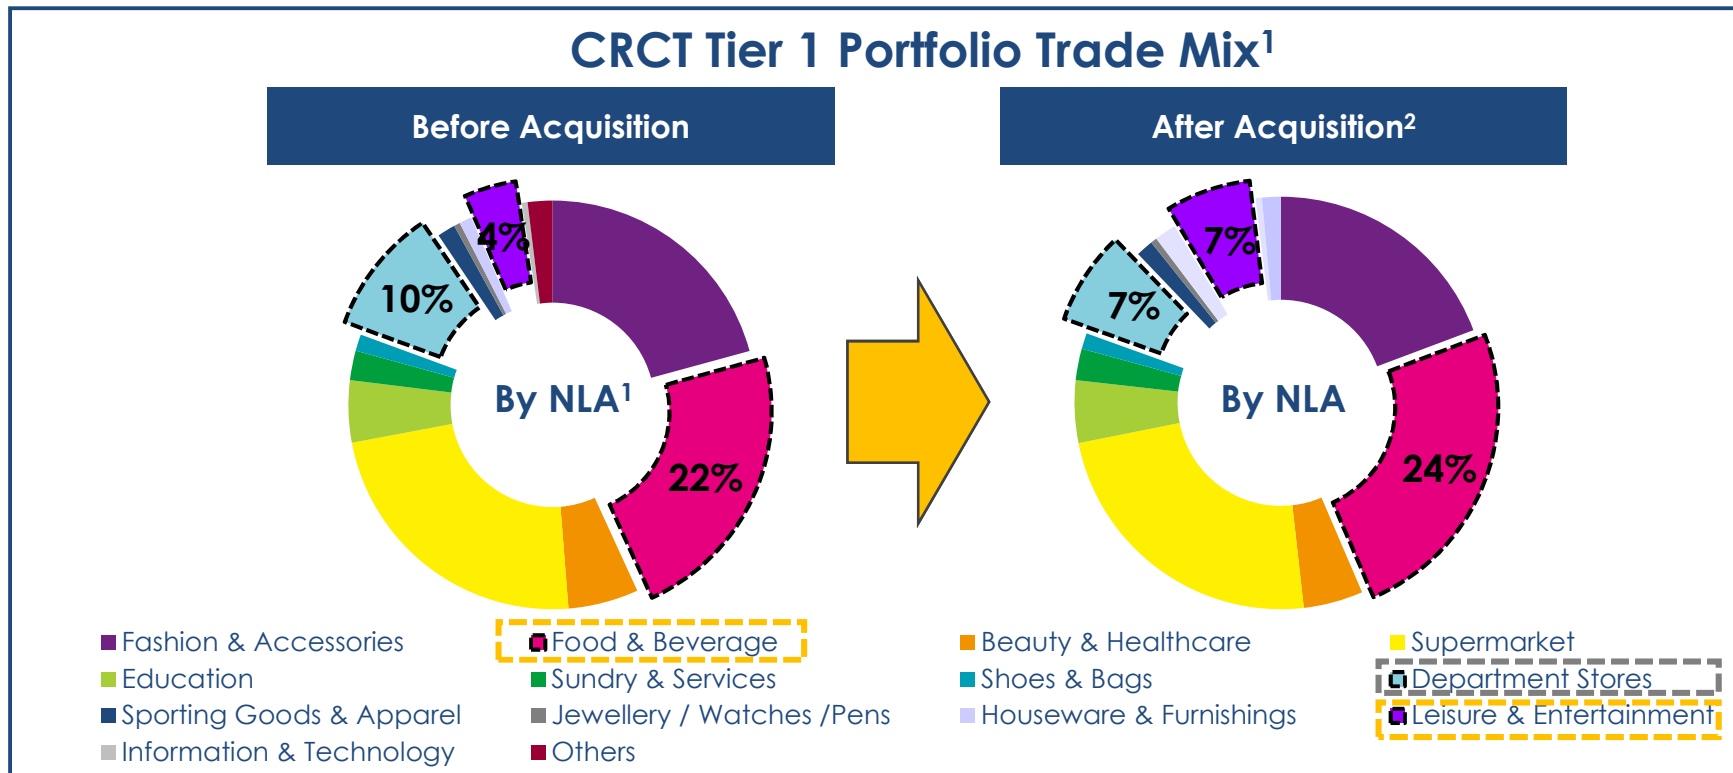 CRCT Tier 1 Portfolio Trade Mix¹
Before Acquisition
After Acquisition²
4%
10%
22%
By NLA¹
7%
7%
24%
By NLA
Fashion & Accessories
Food & Beverage
Beauty & Healthcare
Supermarket
Education
Sundry & Services
Shoes & Bags
Department Stores
Sporting Goods & Apparel
Jewellery / Watches /Pens
Houseware & Furnishings
Leisure & Entertainment
Information & Technology
Others